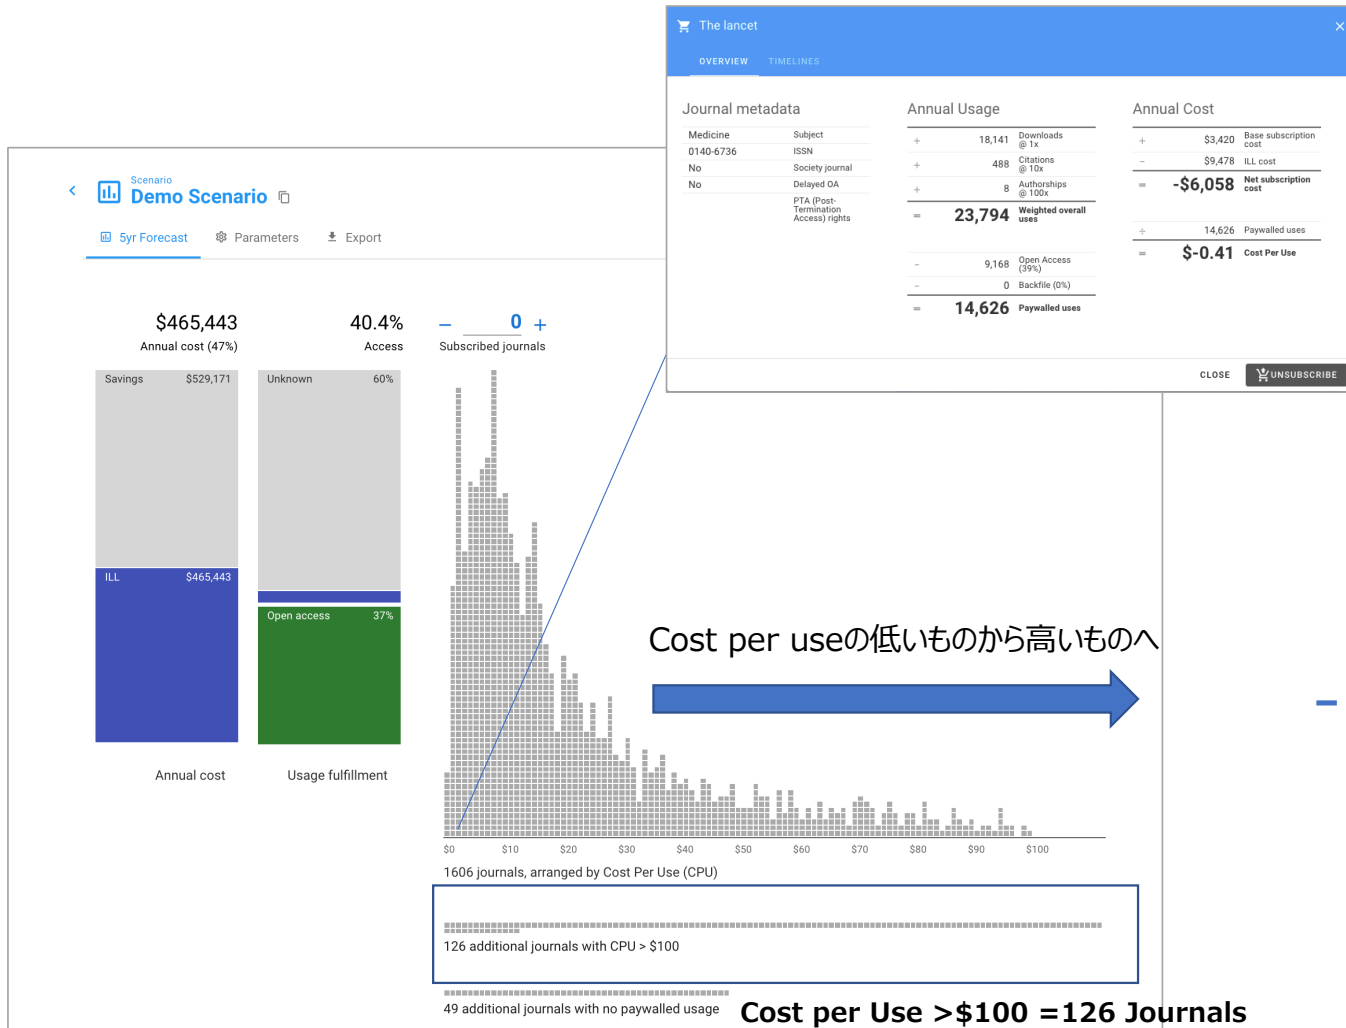 The lancet
OVERVIEW TIMELINES
Journal metadata
Medicine Subject
0140-6736 ISSN
No Society journal
No Delayed OA
PTA (Post-
Termination
Access) rights
Annual Usage
+ 18,141 Downloads
@ 1x
+ 488 Citations
@ 10x
+ 8 Authorships
@ 100x
= 23,794 Weighted overall
uses
− 9,168 Open Access
(39%)
− 0 Backfile (0%)
= 14,626 Paywalled uses
Annual Cost
+ $3,420 Base subscription
cost
− $9,478 ILL cost
= -$6,058 Net subscription
cost
÷ 14,626 Paywalled uses
= $-0.41 Cost Per Use
CLOSE UNSUBSCRIBE
Scenario
Demo Scenario
5yr Forecast Parameters Export
$465,443
Annual cost (47%)
40.4%
Access
− 0 +
Subscribed journals
Savings $529,171
ILL $465,443
Annual cost
Unknown 60%
Open access 37%
Usage fulfillment
Cost per useの低いものから高いものへ
$0 $10 $20 $30 $40 $50 $60 $70 $80 $90 $100
1606 journals, arranged by Cost Per Use (CPU)
126 additional journals with CPU > $100
49 additional journals with no paywalled usage
Cost per Use >$100 =126 Journals